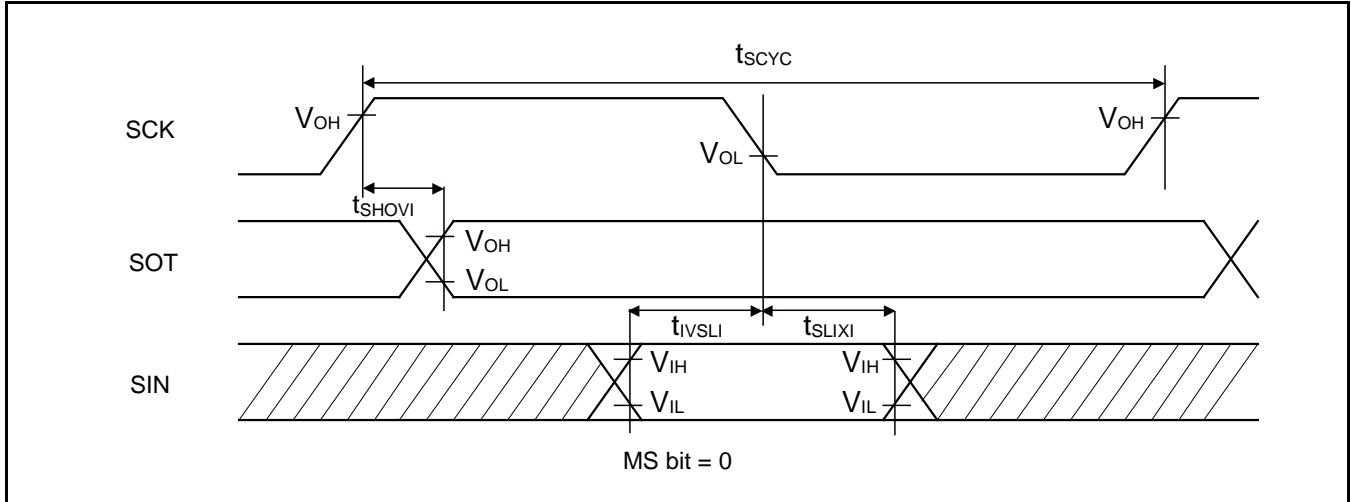 tSCYC
SCK
VOH
VOL
VOH
tSHOVI
SOT
VOH
VOL
tIVSLI
tSLIXI
SIN
VIH
VIH
VIL
VIL
MS bit = 0